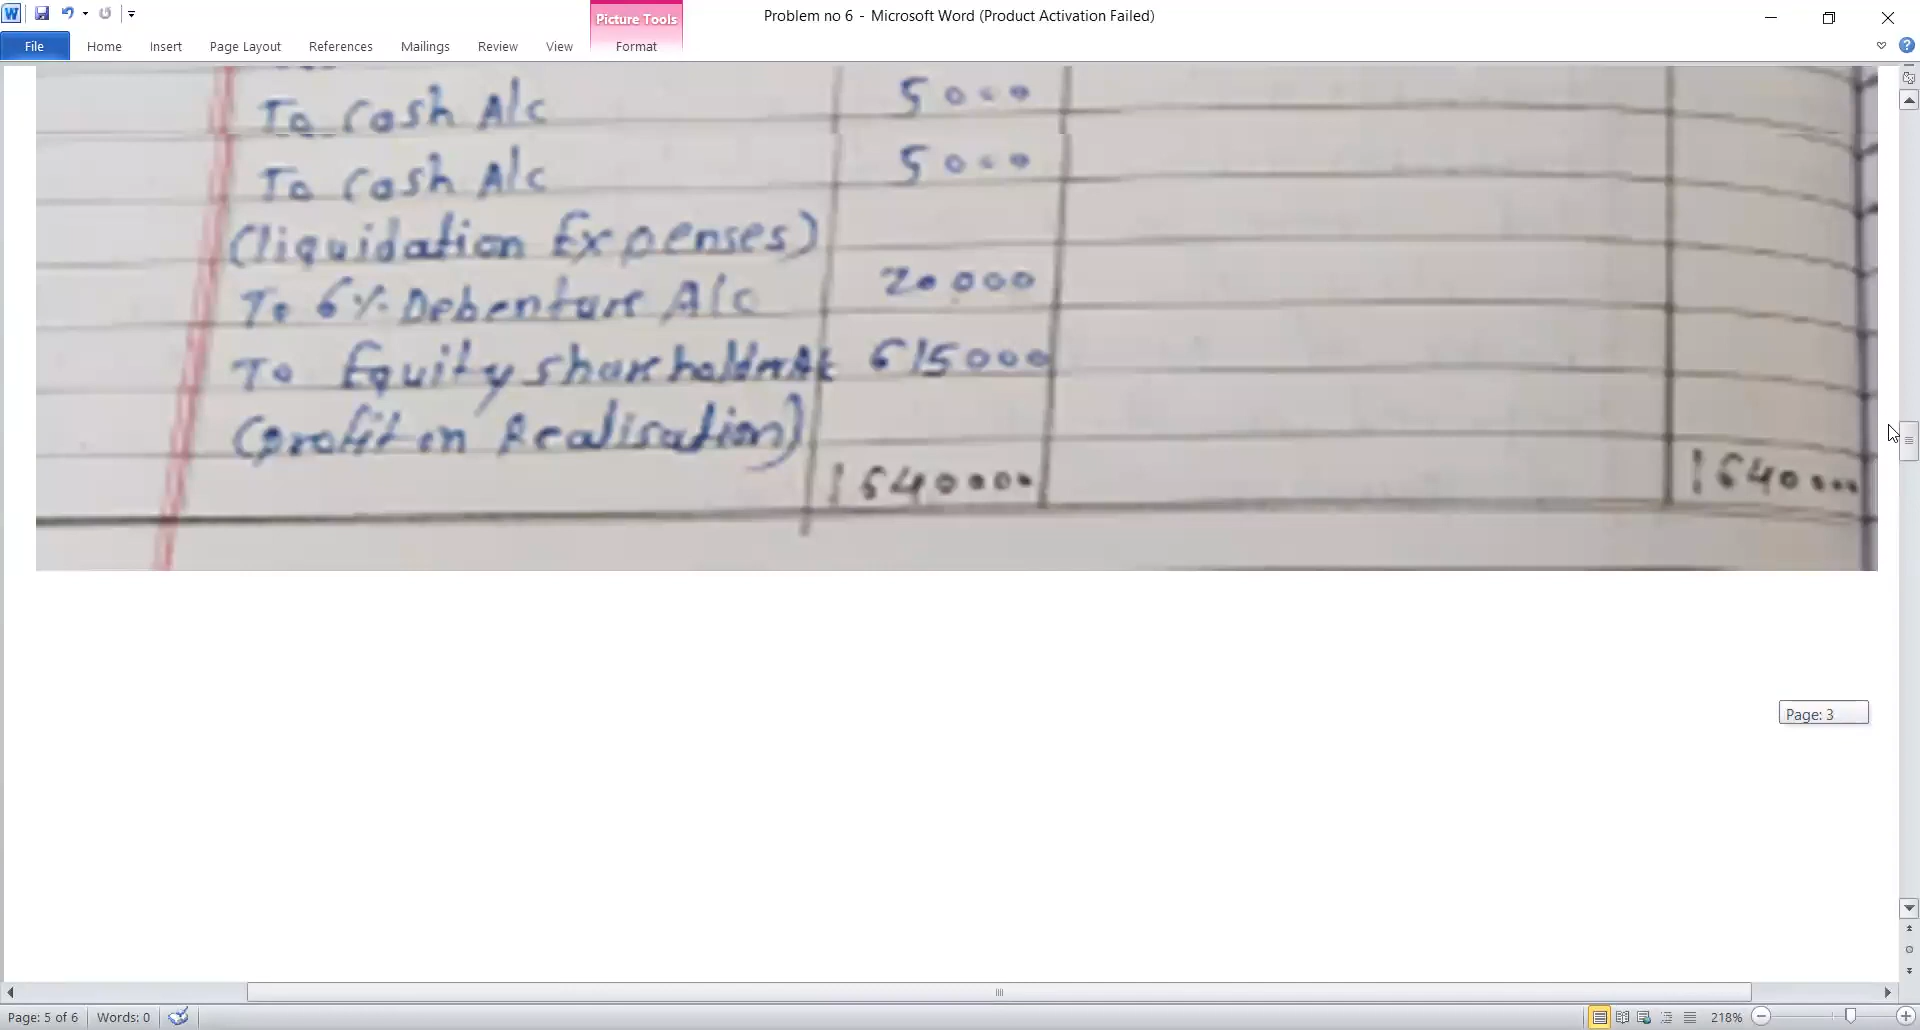 Picture Tools
Problem no 6 - Microsoft Word (Product Activation Failed)
File Home Insert Page Layout References Mailings Review View Format
To Cash A/c 5000
To Cash A/c 5000
(liquidation Expenses)
To 6% Debenture A/c 20000
To Equity shareholders A/c 615000
(profit on Realisation)
1640000 1640000
Page: 3
Page: 5 of 6 Words: 0 218%